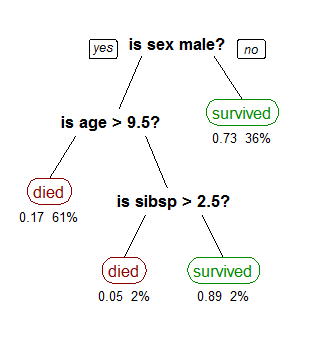 yes is sex male? no
survived
0.73 36%
is age > 9.5?
died
0.17 61%
is sibsp > 2.5?
died survived
0.05 2% 0.89 2%